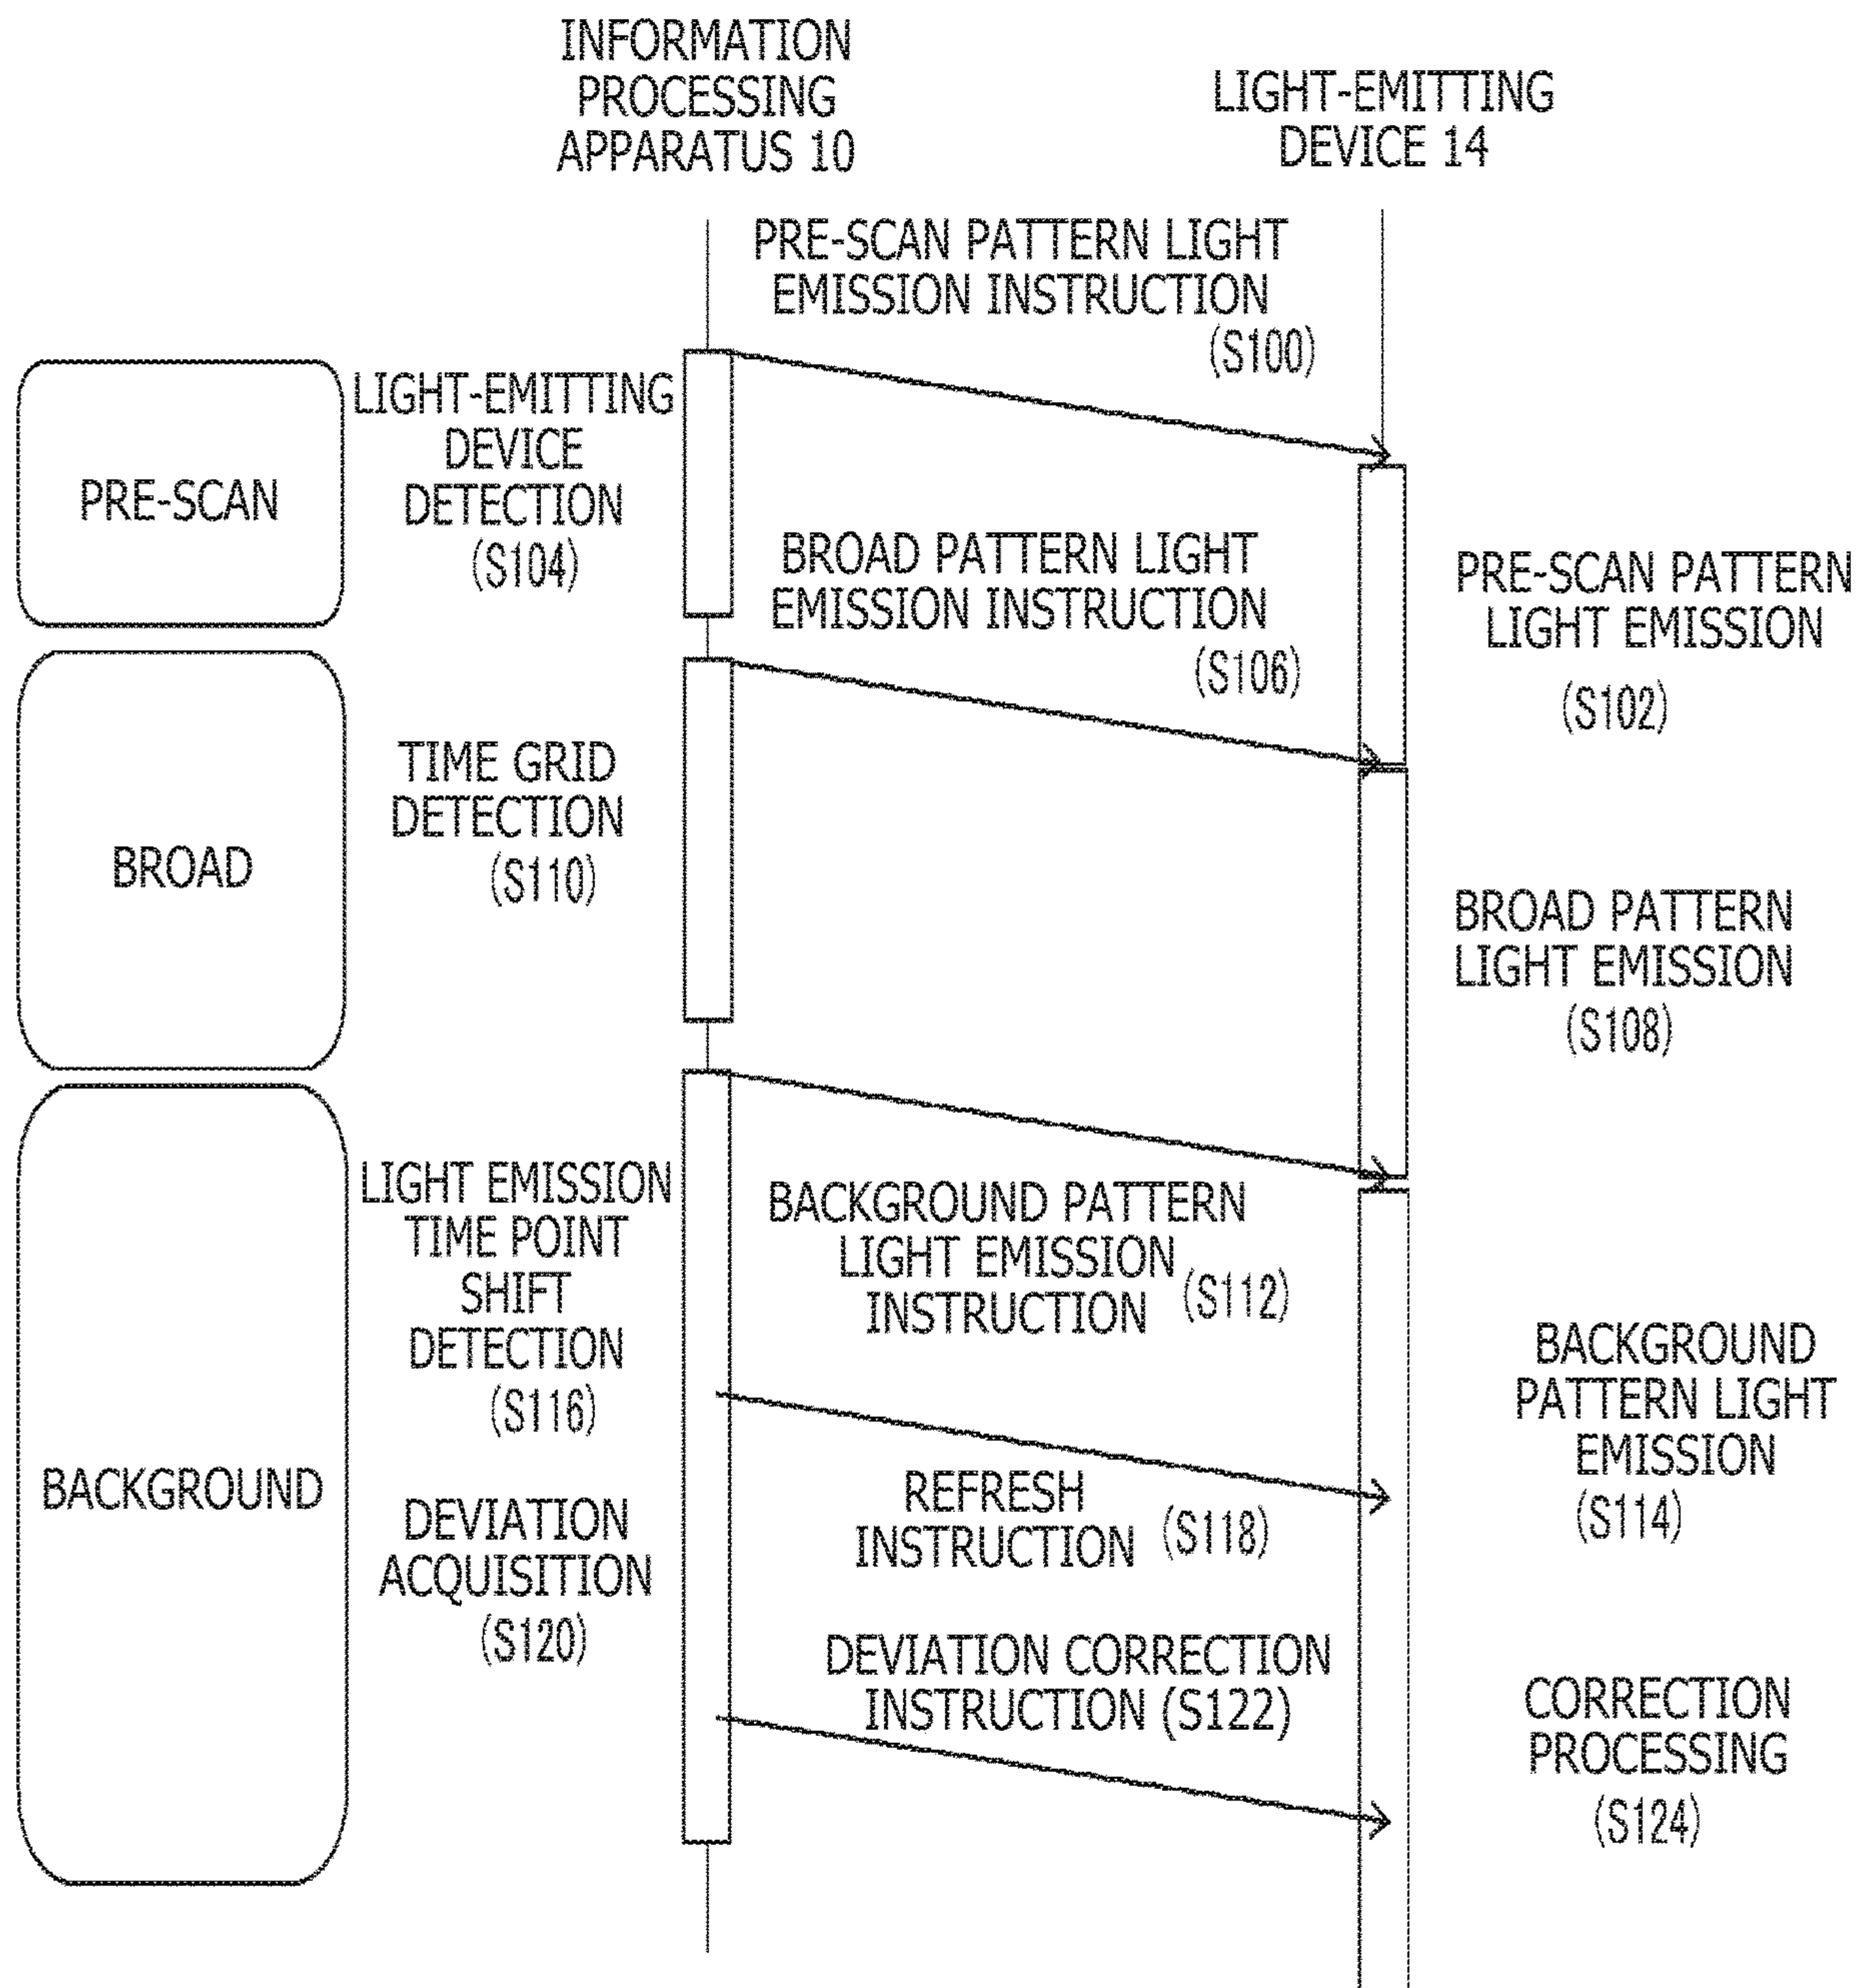 INFORMATION
PROCESSING
APPARATUS 10
LIGHT-EMITTING
DEVICE 14
PRE-SCAN PATTERN LIGHT
EMISSION INSTRUCTION
(S100)
PRE-SCAN
LIGHT-EMITTING
DEVICE
DETECTION
(S104)
BROAD PATTERN LIGHT
EMISSION INSTRUCTION
(S106)
PRE-SCAN PATTERN
LIGHT EMISSION
(S102)
BROAD
TIME GRID
DETECTION
(S110)
BROAD PATTERN
LIGHT EMISSION
(S108)
BACKGROUND
LIGHT EMISSION
TIME POINT
SHIFT
DETECTION
(S116)
BACKGROUND PATTERN
LIGHT EMISSION
INSTRUCTION (S112)
BACKGROUND
PATTERN LIGHT
EMISSION
(S114)
REFRESH
INSTRUCTION (S118)
DEVIATION
ACQUISITION
(S120)
DEVIATION CORRECTION
INSTRUCTION (S122)
CORRECTION
PROCESSING
(S124)